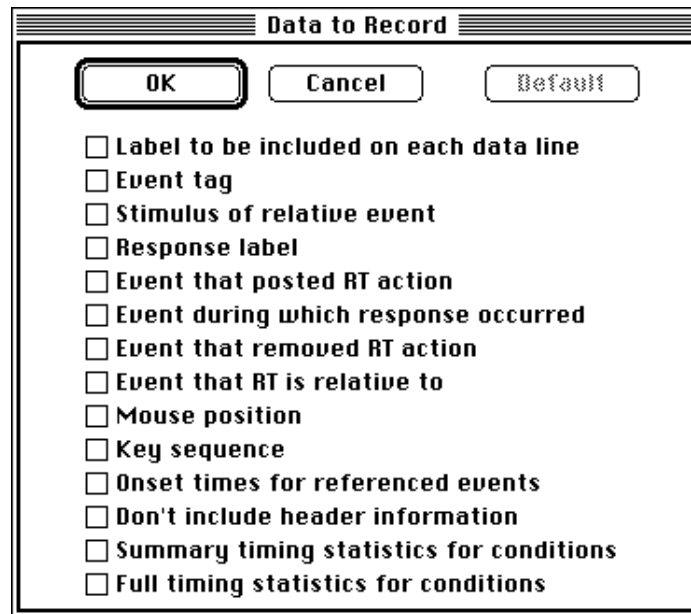 Data to Record
OK Cancel Default
Label to be included on each data line
Event tag
Stimulus of relative event
Response label
Event that posted RT action
Event during which response occurred
Event that removed RT action
Event that RT is relative to
Mouse position
Key sequence
Onset times for referenced events
Don't include header information
Summary timing statistics for conditions
Full timing statistics for conditions